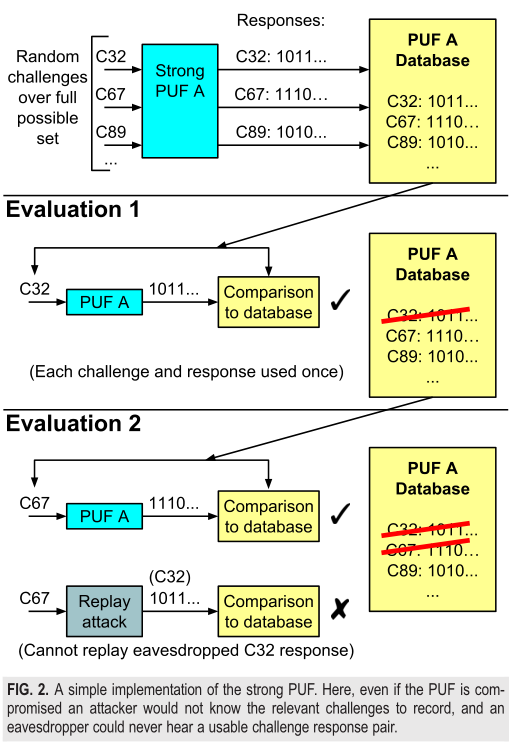 Responses:
Random
challenges
over full
possible
set
C32
C67
C89
...
Strong
PUF A
C32: 1011...
C67: 1110...
C89: 1010...
PUF A
Database
C32: 1011...
C67: 1110...
C89: 1010...
...
Evaluation 1
C32
PUF A
1011...
Comparison
to database
✓
(Each challenge and response used once)
PUF A
Database
C32: 1011...
C67: 1110...
C89: 1010...
...
Evaluation 2
C67
PUF A
1110...
Comparison
to database
✓
PUF A
Database
C32: 1011...
C67: 1110...
C89: 1010...
...
C67
Replay
attack
(C32)
1011...
Comparison
to database
✘
(Cannot replay eavesdropped C32 response)
FIG. 2. A simple implementation of the strong PUF. Here, even if the PUF is com-
promised an attacker would not know the relevant challenges to record, and an
eavesdropper could never hear a usable challenge response pair.